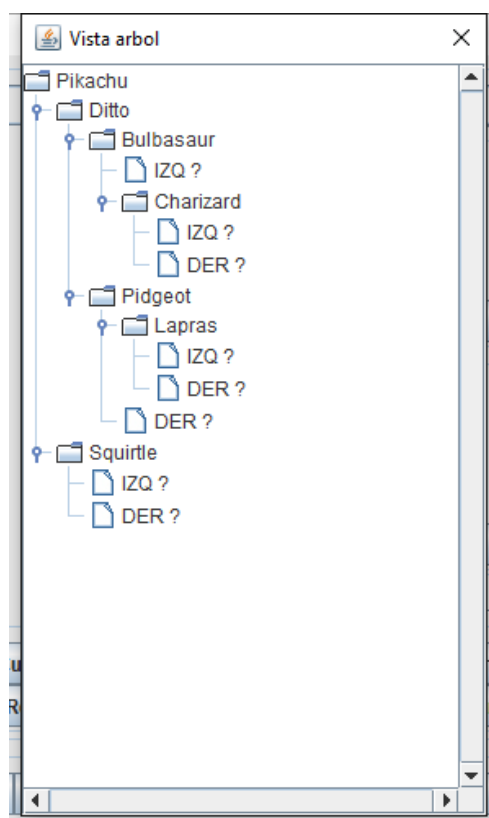 Vista arbol
Pikachu
Ditto
Bulbasaur
IZQ ?
Charizard
IZQ ?
DER ?
Pidgeot
Lapras
IZQ ?
DER ?
DER ?
Squirtle
IZQ ?
DER ?